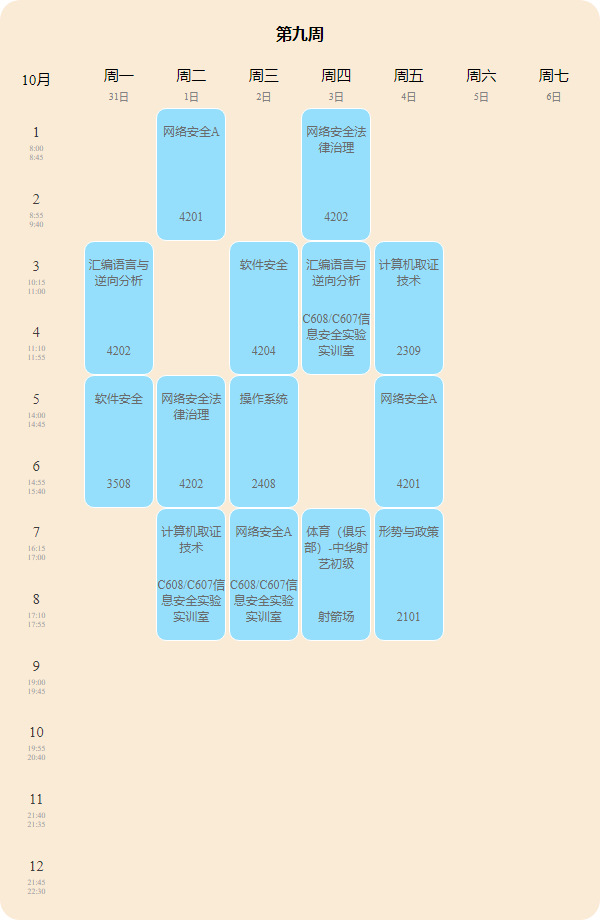 第九周
10月
周一
31日
周二
1日
周三
2日
周四
3日
周五
4日
周六
5日
周七
6日
1
8:00
8:45
网络安全A
4201
网络安全法
律治理
4202
2
8:55
9:40
3
10:15
11:00
汇编语言与
逆向分析
4202
软件安全
4204
汇编语言与
逆向分析
C608/C607信
息安全实验
实训室
计算机取证
技术
2309
4
11:10
11:55
5
14:00
14:45
软件安全
3508
网络安全法
律治理
4202
操作系统
2408
网络安全A
4201
6
14:55
15:40
7
16:15
17:00
计算机取证
技术
C608/C607信
息安全实验
实训室
网络安全A
C608/C607信
息安全实验
实训室
体育（俱乐
部）-中华射
艺初级
射箭场
形势与政策
2101
8
17:10
17:55
9
19:00
19:45
10
19:55
20:40
11
21:40
21:35
12
21:45
22:30